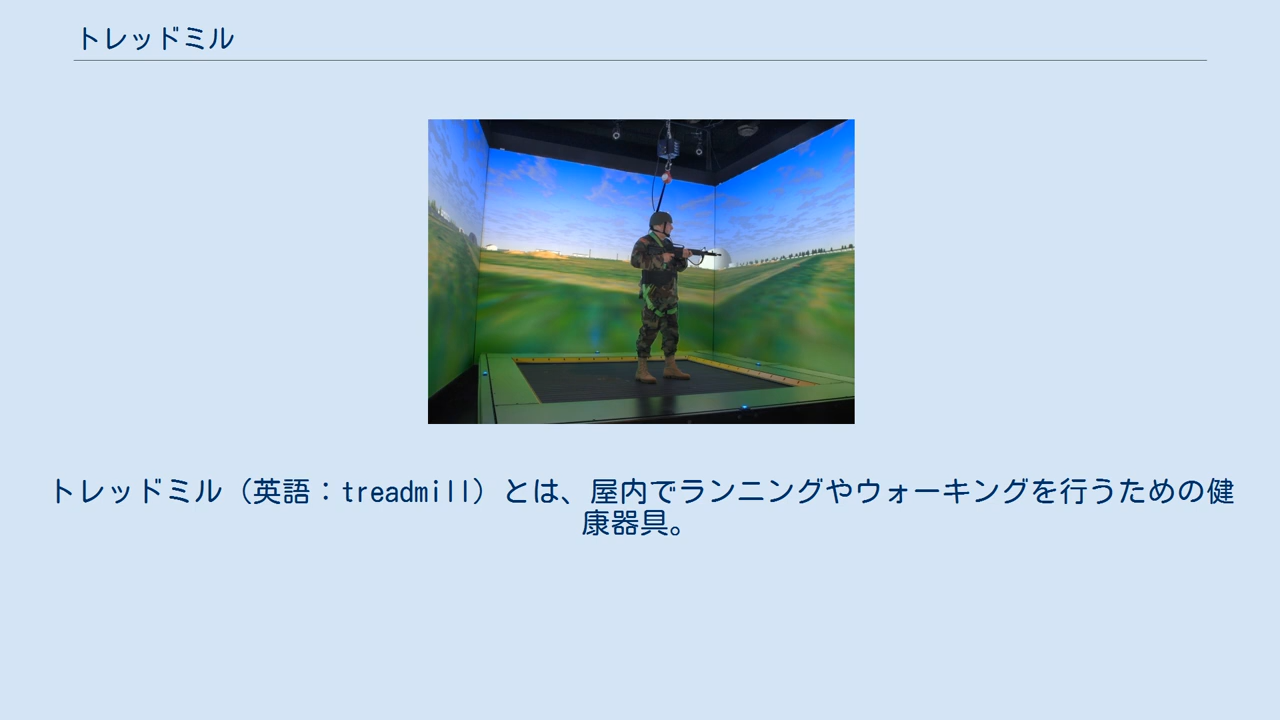 トレッドミル
トレッドミル（英語：treadmill）とは、屋内でランニングやウォーキングを行うための健
康器具。